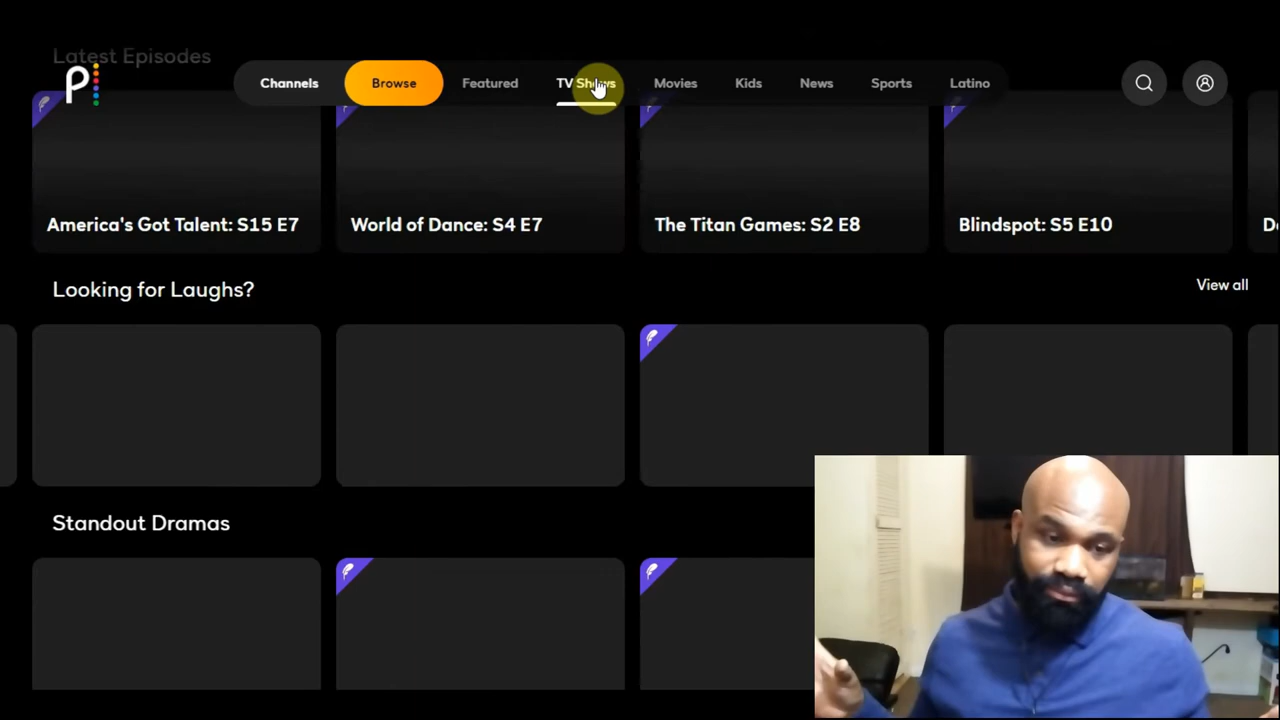 Latest Episodes
Channels Browse Featured TV Shows Movies Kids News Sports Latino
America's Got Talent: S15 E7 World of Dance: S4 E7 The Titan Games: S2 E8 Blindspot: S5 E10
Looking for Laughs? View all
Standout Dramas